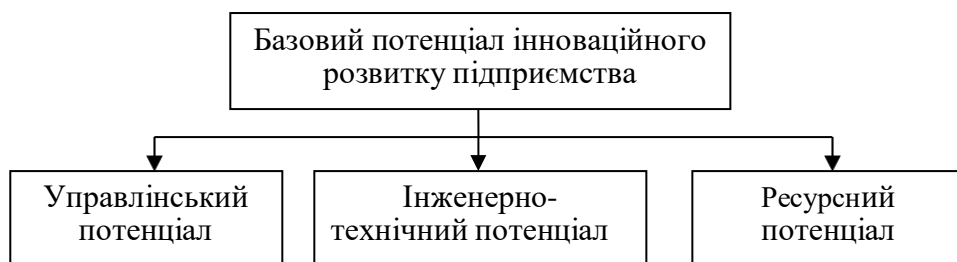 Базовий потенціал інноваційного
розвитку підприємства
Управлінський
потенціал
Інженерно-
технічний потенціал
Ресурсний
потенціал